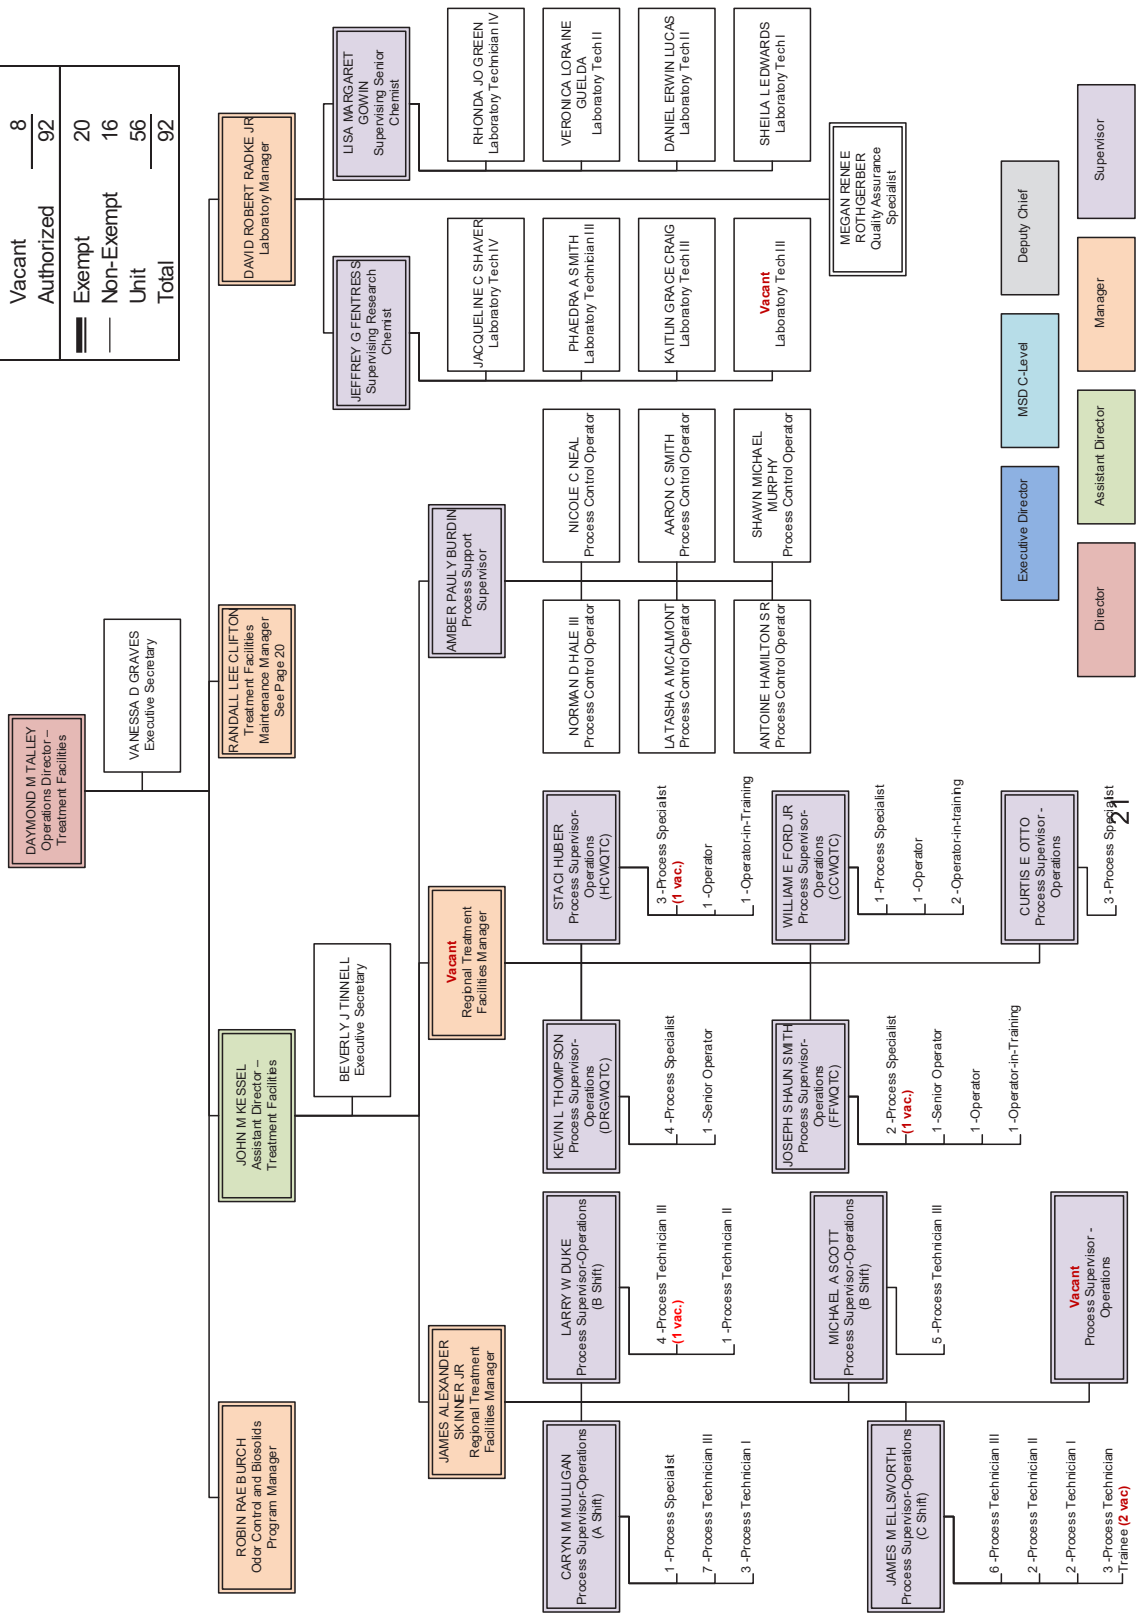 Vacant 8
Authorized 92
Exempt 20
Non-Exempt 16
Unit 56
Total 92
DAYMOND M TALLEY
Operations Director –
Treatment Facilities
VANESSA D GRAVES
Executive Secretary
ROBIN RAE BURCH
Odor Control and Biosolids
Program Manager
JOHN M KESSEL
Assistant Director –
Treatment Facilities
RANDALL LEE CLIFTON
Treatment Facilities
Maintenance Manager
See Page 20
DAVID ROBERT RADKE JR
Laboratory Manager
BEVERLY J TINNELL
Executive Secretary
JAMES ALEXANDER
SKINNER JR
Regional Treatment
Facilities Manager
Vacant
Regional Treatment
Facilities Manager
AMBER PAULY BURDIN
Process Support
Supervisor
JEFFREY G FENTRESS
Supervising Research
Chemist
LISA MARGARET
GOWIN
Supervising Senior
Chemist
CARYN M MULLIGAN
Process Supervisor-Operations
(A Shift)
1 -Process Specialist
7 -Process Technician III
3 -Process Technician I
LARRY W DUKE
Process Supervisor-Operations
(B Shift)
4 -Process Technician III
(1 vac.)
1 -Process Technician II
JAMES M ELLSWORTH
Process Supervisor-Operations
(C Shift)
6 -Process Technician III
2 -Process Technician II
2 -Process Technician I
3 -Process Technician
Trainee (2 vac)
MICHAEL A SCOTT
Process Supervisor-Operations
(B Shift)
5 -Process Technician III
Vacant
Process Supervisor -
Operations
KEVIN L THOMPSON
Process Supervisor-
Operations
(DRGWQTC)
4 -Process Specialist
1 -Senior Operator
STACI HUBER
Process Supervisor-
Operations
(HCWQTC)
3 -Process Specialist
(1 vac.)
1 -Operator
1 -Operator-in-Training
JOSEPH SHAUN SMITH
Process Supervisor-
Operations
(FFWQTC)
2 -Process Specialist
(1 vac.)
1 -Senior Operator
1 -Operator
1 -Operator-in-Training
WILLIAM E FORD JR
Process Supervisor-
Operations
(CCWQTC)
1 -Process Specialist
1 -Operator
2 -Operator-in-training
CURTIS E OTTO
Process Supervisor -
Operations
3 -Process Specialist
NORMAN D HALE III
Process Control Operator
NICOLE C NEAL
Process Control Operator
LATASHA A MCALMONT
Process Control Operator
AARON C SMITH
Process Control Operator
ANTOINE HAMILTON SR
Process Control Operator
SHAWN MICHAEL
MURPHY
Process Control Operator
JACQUELINE C SHAVER
Laboratory Tech IV
PHAEDRA A SMITH
Laboratory Technician III
KAITLIN GRACE CRAIG
Laboratory Tech III
Vacant
Laboratory Tech III
RHONDA JO GREEN
Laboratory Technician IV
VERONICA LORAINE
GUELDA
Laboratory Tech II
DANIEL ERWIN LUCAS
Laboratory Tech II
SHEILA L EDWARDS
Laboratory Tech I
MEGAN RENEE
ROTHGERBER
Quality Assurance
Specialist
Executive Director
MSD C-Level
Deputy Chief
Director
Assistant Director
Manager
Supervisor
21